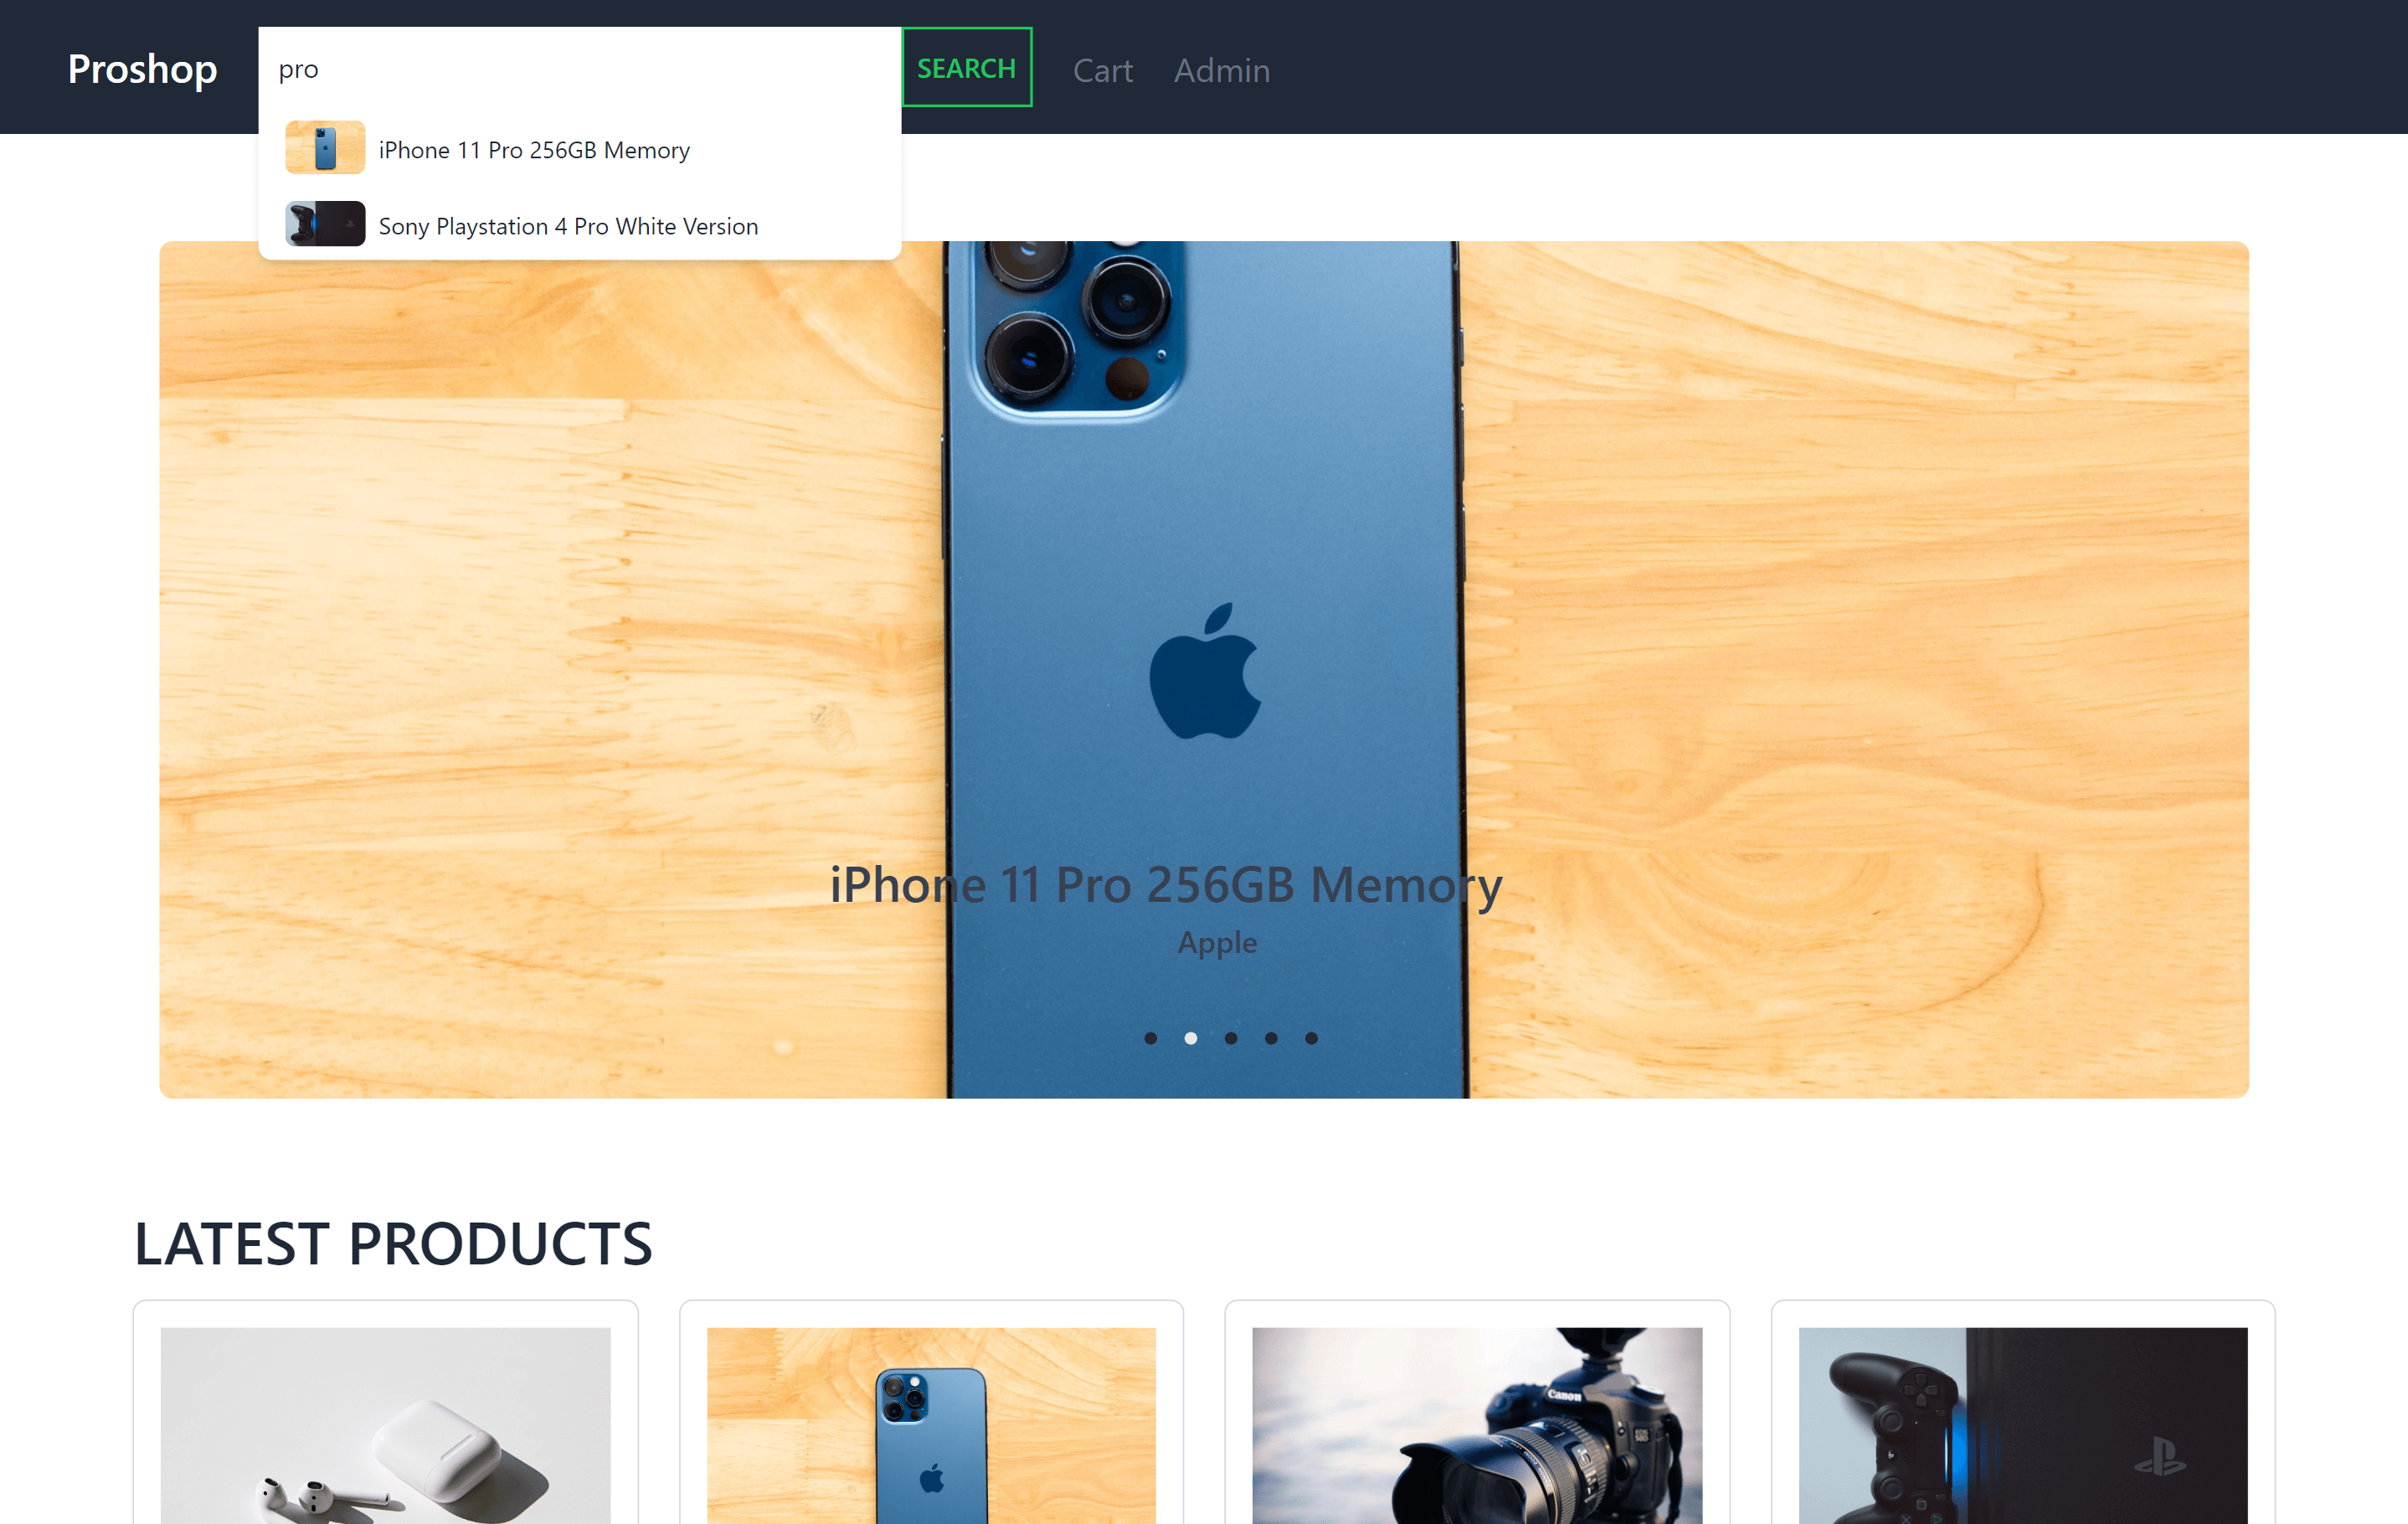 Proshop
pro
SEARCH
Cart
Admin
iPhone 11 Pro 256GB Memory
Sony Playstation 4 Pro White Version
iPhone 11 Pro 256GB Memory
Apple
LATEST PRODUCTS
Canon